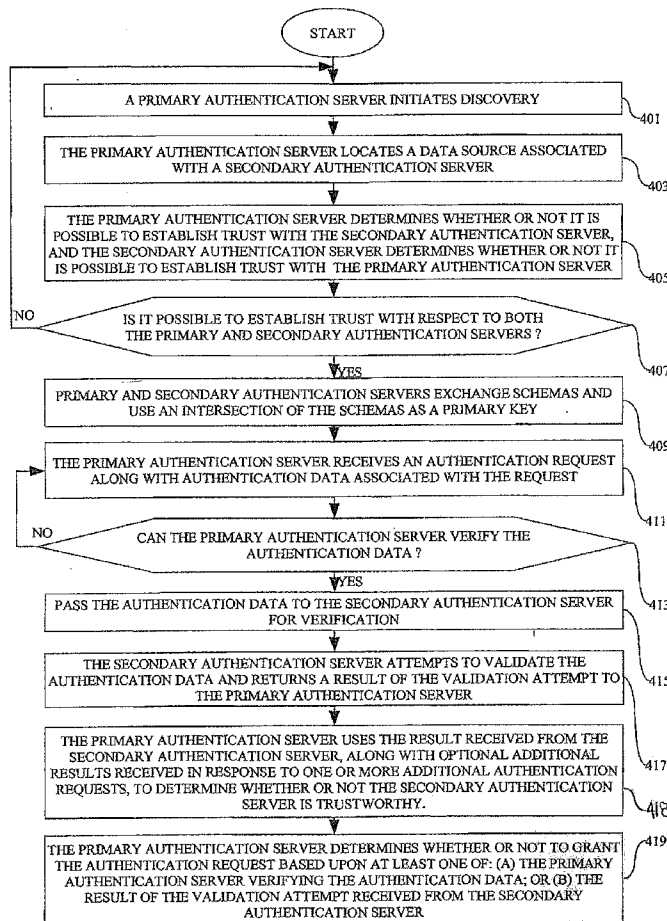 START
A PRIMARY AUTHENTICATION SERVER INITIATES DISCOVERY
401
THE PRIMARY AUTHENTICATION SERVER LOCATES A DATA SOURCE ASSOCIATED
WITH A SECONDARY AUTHENTICATION SERVER
403
THE PRIMARY AUTHENTICATION SERVER DETERMINES WHETHER OR NOT IT IS
POSSIBLE TO ESTABLISH TRUST WITH THE SECONDARY AUTHENTICATION SERVER,
AND THE SECONDARY AUTHENTICATION SERVER DETERMINES WHETHER OR NOT IT
IS POSSIBLE TO ESTABLISH TRUST WITH THE PRIMARY AUTHENTICATION SERVER
405
NO
IS IT POSSIBLE TO ESTABLISH TRUST WITH RESPECT TO BOTH
THE PRIMARY AND SECONDARY AUTHENTICATION SERVERS ?
407
YES
PRIMARY AND SECONDARY AUTHENTICATION SERVERS EXCHANGE SCHEMAS AND
USE AN INTERSECTION OF THE SCHEMAS AS A PRIMARY KEY
409
THE PRIMARY AUTHENTICATION SERVER RECEIVES AN AUTHENTICATION REQUEST
ALONG WITH AUTHENTICATION DATA ASSOCIATED WITH THE REQUEST
411
NO
CAN THE PRIMARY AUTHENTICATION SERVER VERIFY THE
AUTHENTICATION DATA ?
413
YES
PASS THE AUTHENTICATION DATA TO THE SECONDARY AUTHENTICATION SERVER
FOR VERIFICATION
415
THE SECONDARY AUTHENTICATION SERVER ATTEMPTS TO VALIDATE THE
AUTHENTICATION DATA AND RETURNS A RESULT OF THE VALIDATION ATTEMPT TO
THE PRIMARY AUTHENTICATION SERVER
417
THE PRIMARY AUTHENTICATION SERVER USES THE RESULT RECEIVED FROM THE
SECONDARY AUTHENTICATION SERVER, ALONG WITH OPTIONAL ADDITIONAL
RESULTS RECEIVED IN RESPONSE TO ONE OR MORE ADDITIONAL AUTHENTICATION
REQUESTS, TO DETERMINE WHETHER OR NOT THE SECONDARY AUTHENTICATION
SERVER IS TRUSTWORTHY.
419
THE PRIMARY AUTHENTICATION SERVER DETERMINES WHETHER OR NOT TO GRANT
THE AUTHENTICATION REQUEST BASED UPON AT LEAST ONE OF: (A) THE PRIMARY
AUTHENTICATION SERVER VERIFYING THE AUTHENTICATION DATA; OR (B) THE
RESULT OF THE VALIDATION ATTEMPT RECEIVED FROM THE SECONDARY
AUTHENTICATION SERVER